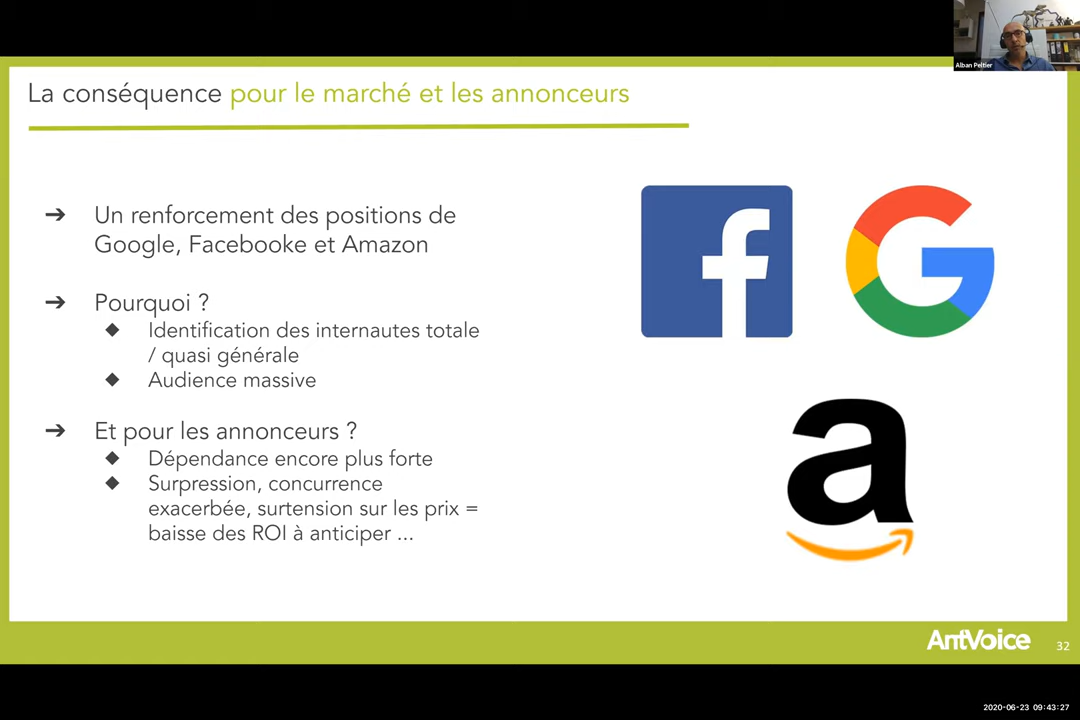 Alban Peltier
La conséquence pour le marché et les annonceurs
➔ Un renforcement des positions de
Google, Facebooke et Amazon
➔ Pourquoi ?
◆ Identification des internautes totale
/ quasi générale
◆ Audience massive
➔ Et pour les annonceurs ?
◆ Dépendance encore plus forte
◆ Surpression, concurrence
exacerbée, surtension sur les prix =
baisse des ROI à anticiper ...
f
G
a
AntVoice
32
2020-06-23 09:43:27